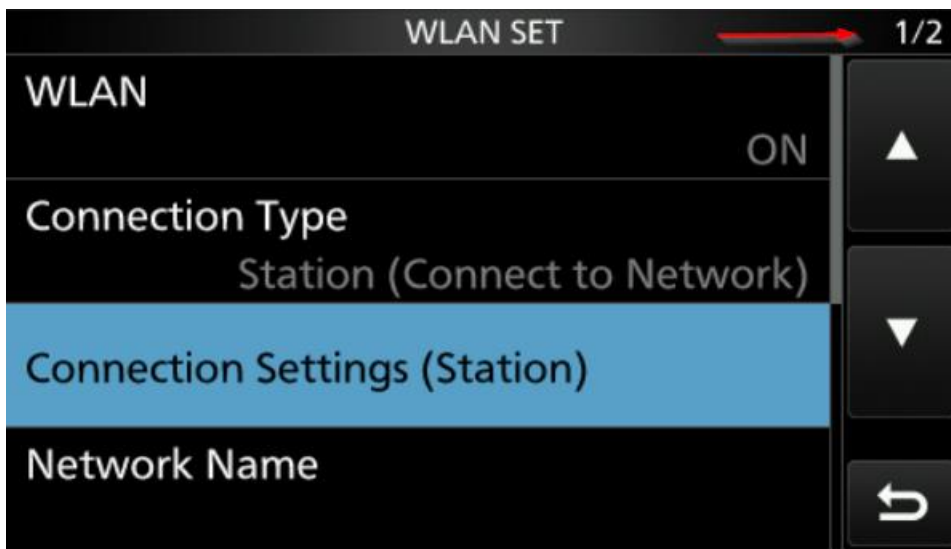 WLAN SET 1/2
WLAN
ON
Connection Type
Station (Connect to Network)
Connection Settings (Station)
Network Name